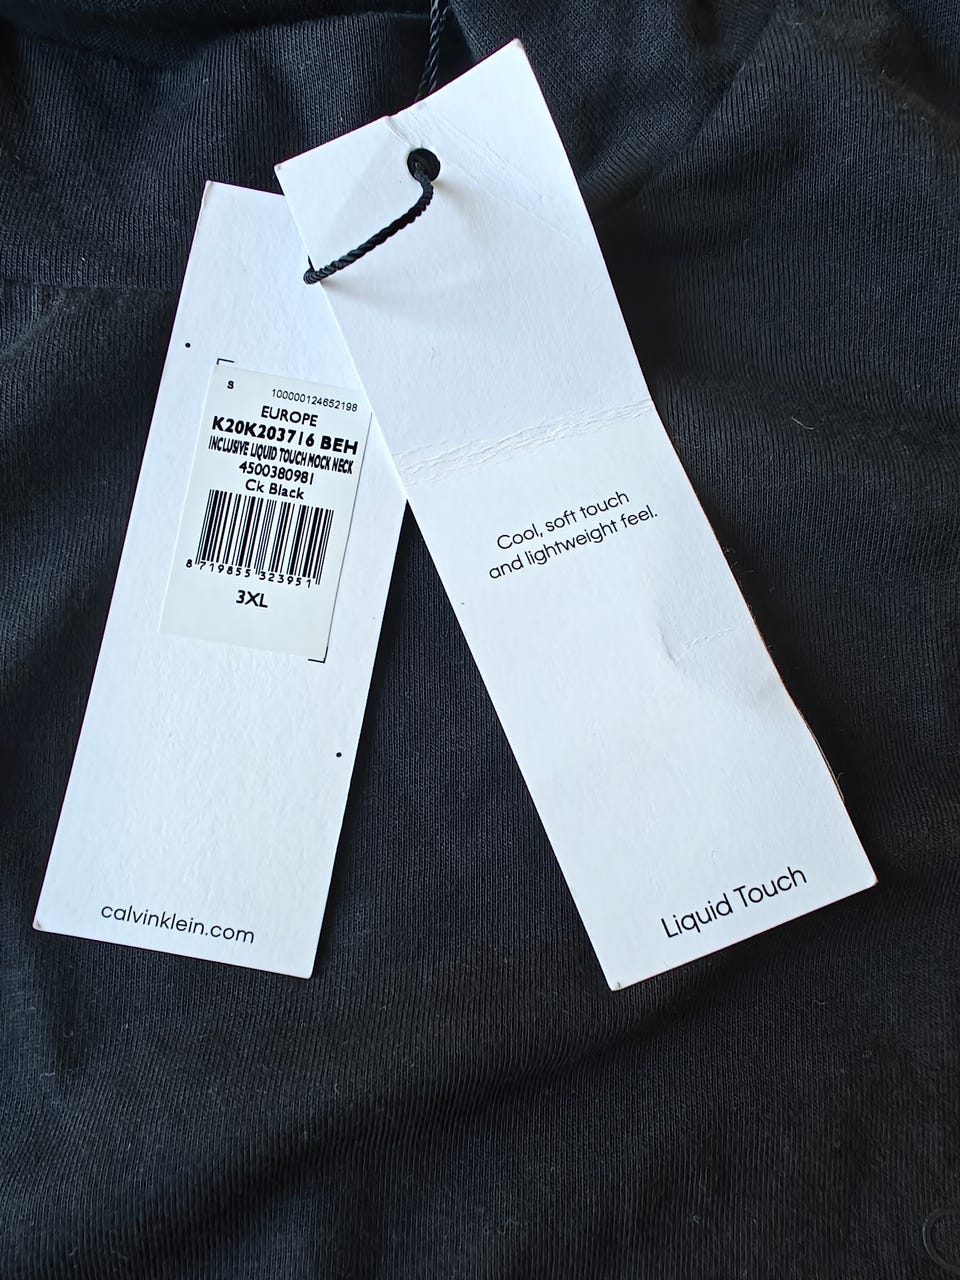 S
100000124652198
EUROPE
K20K203716 BEH
INCLUSIVE LIQUID TOUCH MOCK NECK
4500380981
Ck Black
8 719855 323951
3XL
calvinklein.com
Cool, soft touch
and lightweight feel.
Liquid Touch